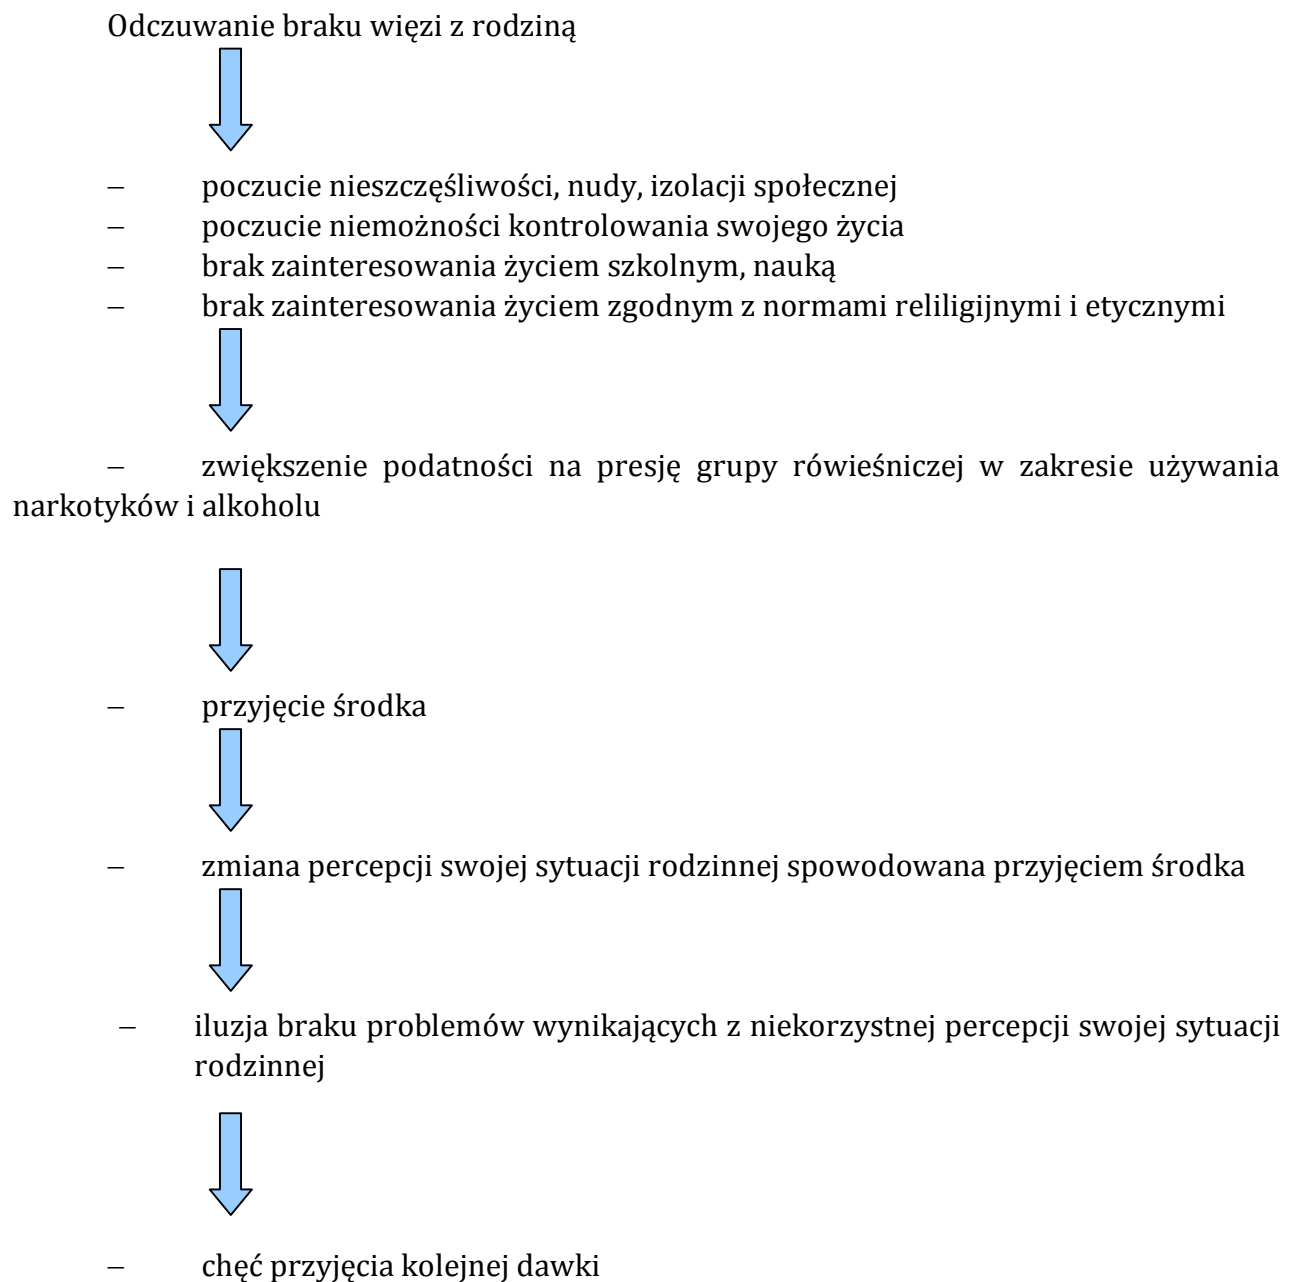 Odczuwanie braku więzi z rodziną
– poczucie nieszczęśliwości, nudy, izolacji społecznej
– poczucie niemożności kontrolowania swojego życia
– brak zainteresowania życiem szkolnym, nauką
– brak zainteresowania życiem zgodnym z normami reliligijnymi i etycznymi
– zwiększenie podatności na presję grupy rówieśniczej w zakresie używania
narkotyków i alkoholu
– przyjęcie środka
– zmiana percepcji swojej sytuacji rodzinnej spowodowana przyjęciem środka
– iluzja braku problemów wynikających z niekorzystnej percepcji swojej sytuacji
rodzinnej
– chęć przyjęcia kolejnej dawki